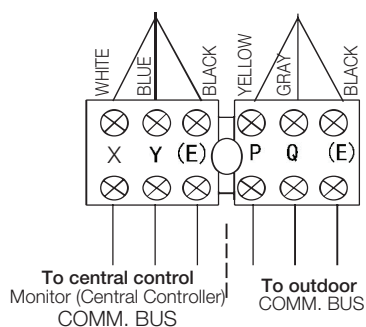 WHITE
BLUE
BLACK
YELLOW
GRAY
BLACK
X Y (E) P Q (E)
To central control
Monitor (Central Controller)
COMM. BUS
To outdoor
COMM. BUS